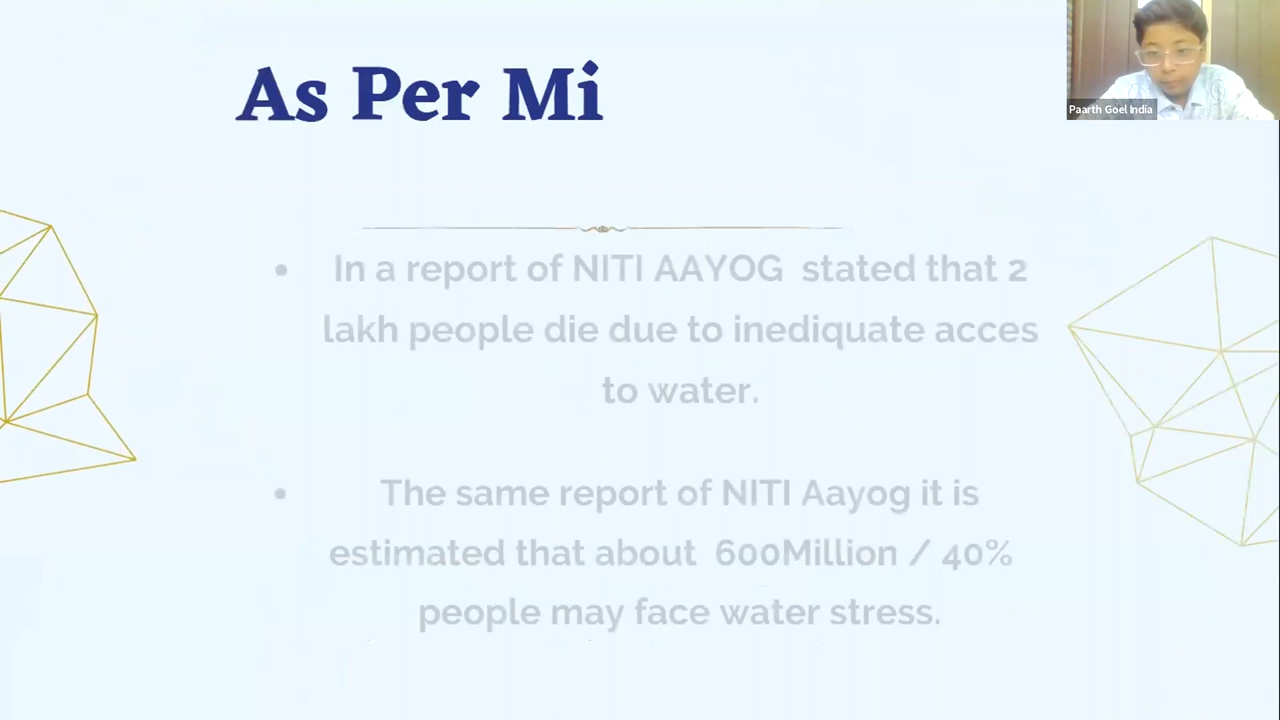 As Per Mi
Paarth Goel India
• In a report of NITI AAYOG stated that 2
lakh people die due to inediquate acces
to water.
• The same report of NITI Aayog it is
estimated that about 600Million / 40%
people may face water stress.